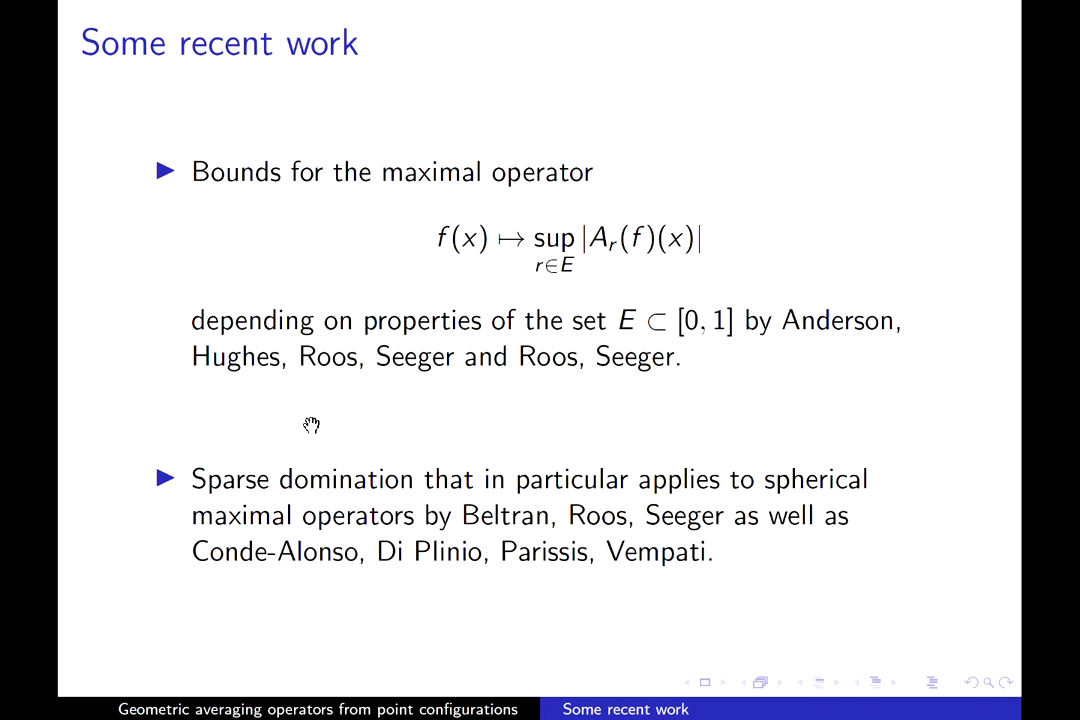 Some recent work
▶ Bounds for the maximal operator
f(x) ↦ sup |A_r(f)(x)|
r∈E
depending on properties of the set E ⊂ [0, 1] by Anderson,
Hughes, Roos, Seeger and Roos, Seeger.
▶ Sparse domination that in particular applies to spherical
maximal operators by Beltran, Roos, Seeger as well as
Conde-Alonso, Di Plinio, Parissis, Vempati.
Geometric averaging operators from point configurations
Some recent work